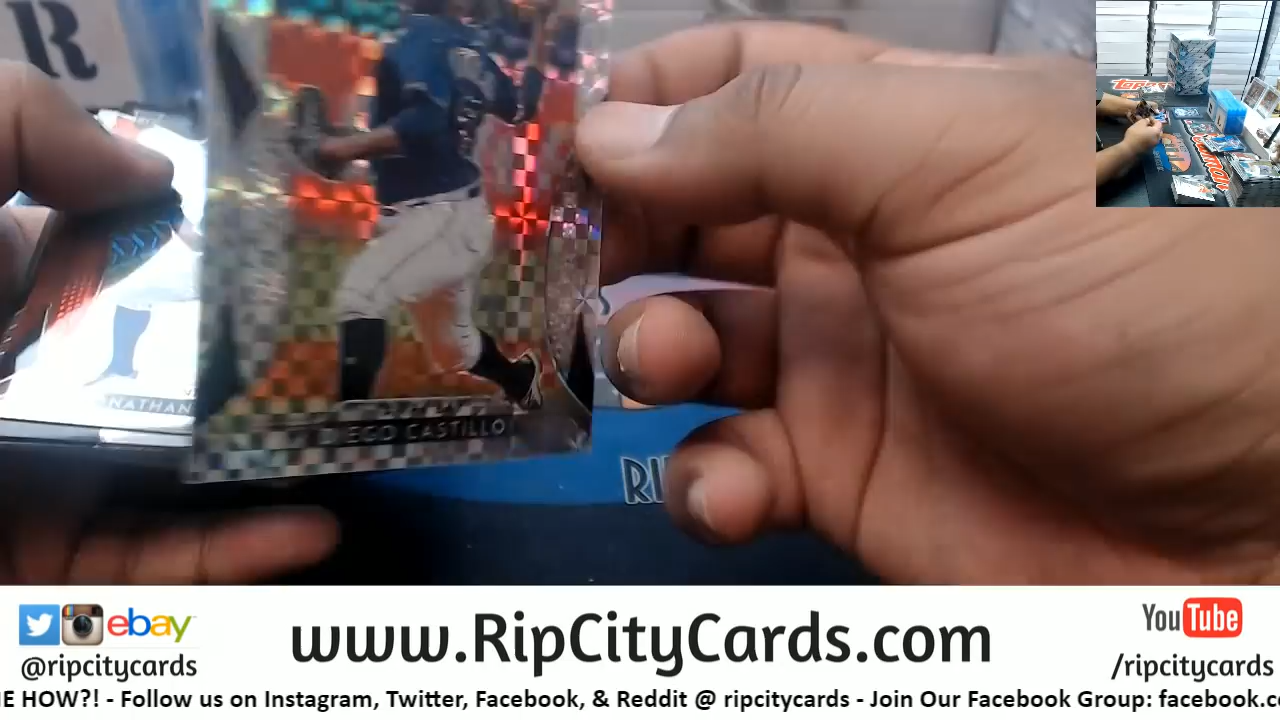 R
NATHAN
DIEGO CASTILLO
RI
ebay
@ripcitycards
www.RipCityCards.com
YouTube
/ripcitycards
E HOW?! - Follow us on Instagram, Twitter, Facebook, & Reddit @ ripcitycards - Join Our Facebook Group: facebook.c